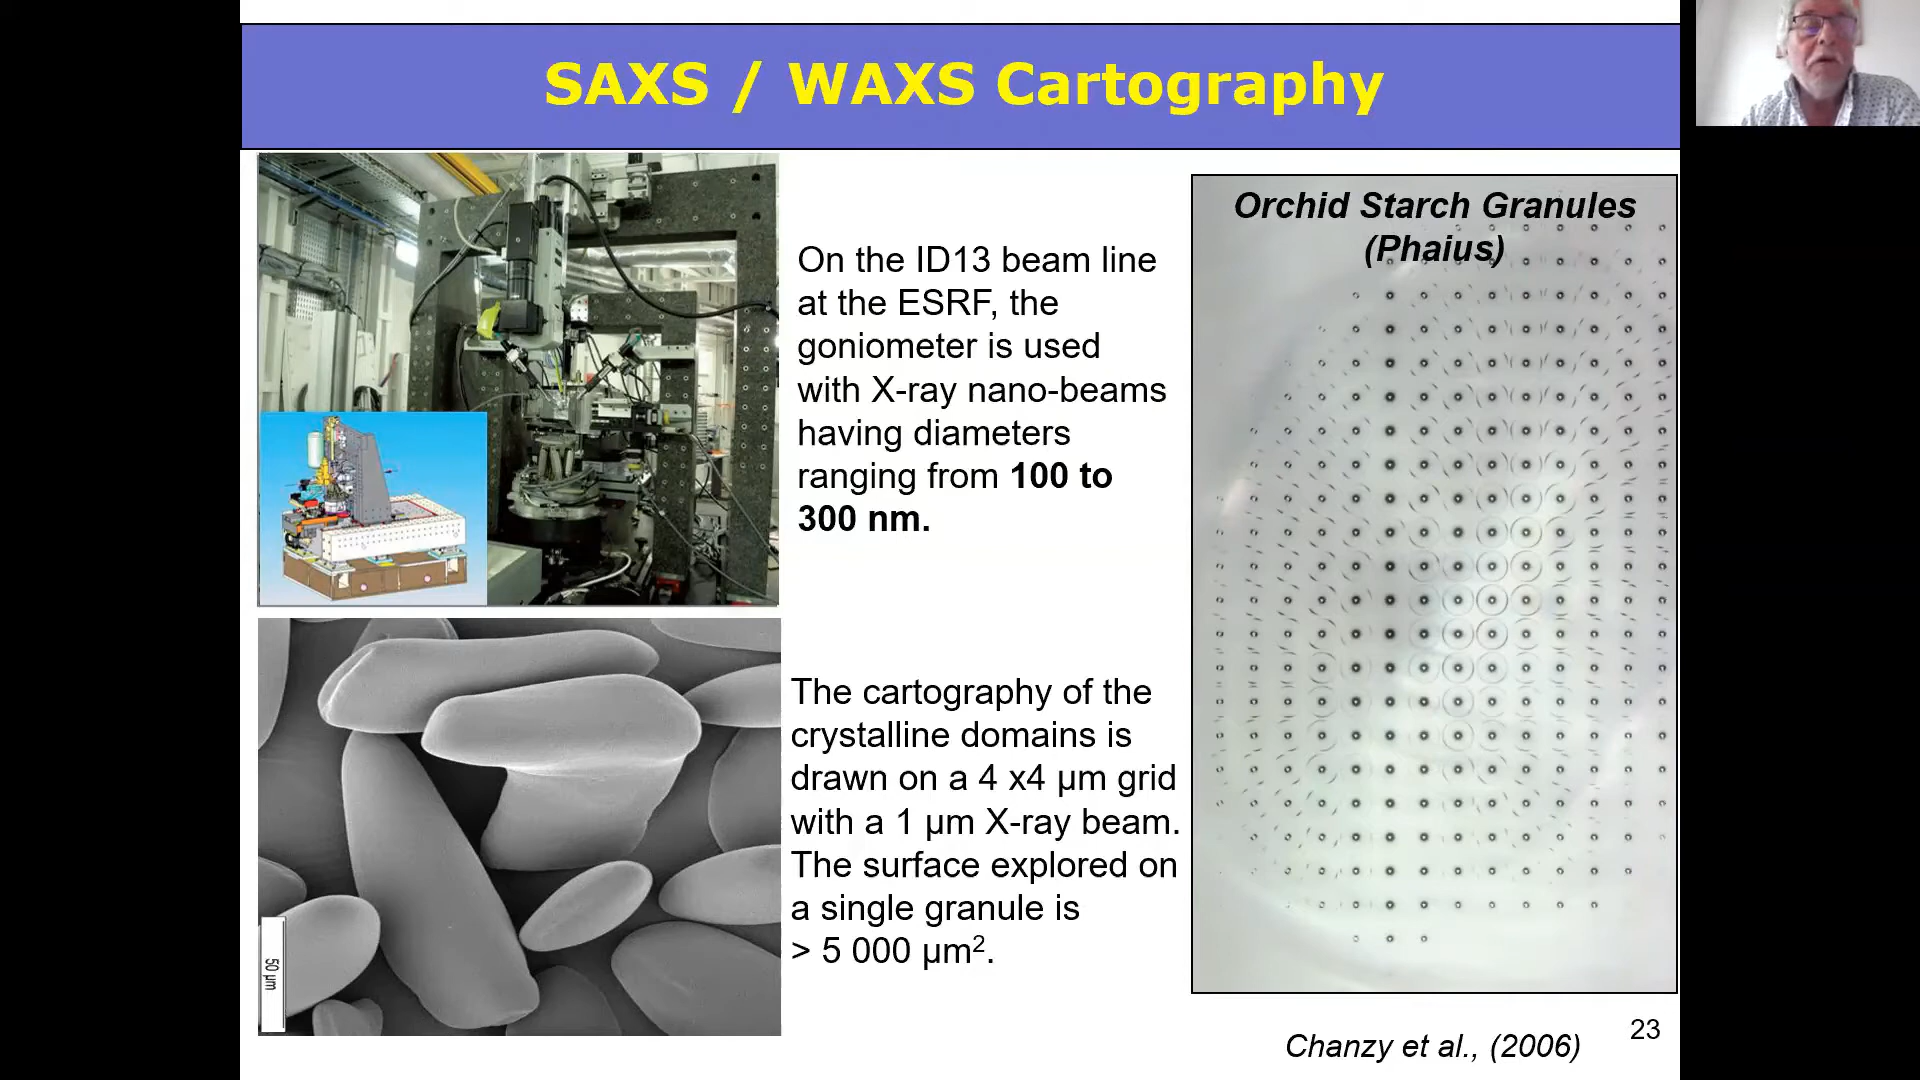 SAXS / WAXS Cartography
On the ID13 beam line
at the ESRF, the
goniometer is used
with X-ray nano-beams
having diameters
ranging from 100 to
300 nm.
The cartography of the
crystalline domains is
drawn on a 4 x4 µm grid
with a 1 µm X-ray beam.
The surface explored on
a single granule is
> 5 000 µm².
50 µm
Orchid Starch Granules
(Phaius)
Chanzy et al., (2006)
23